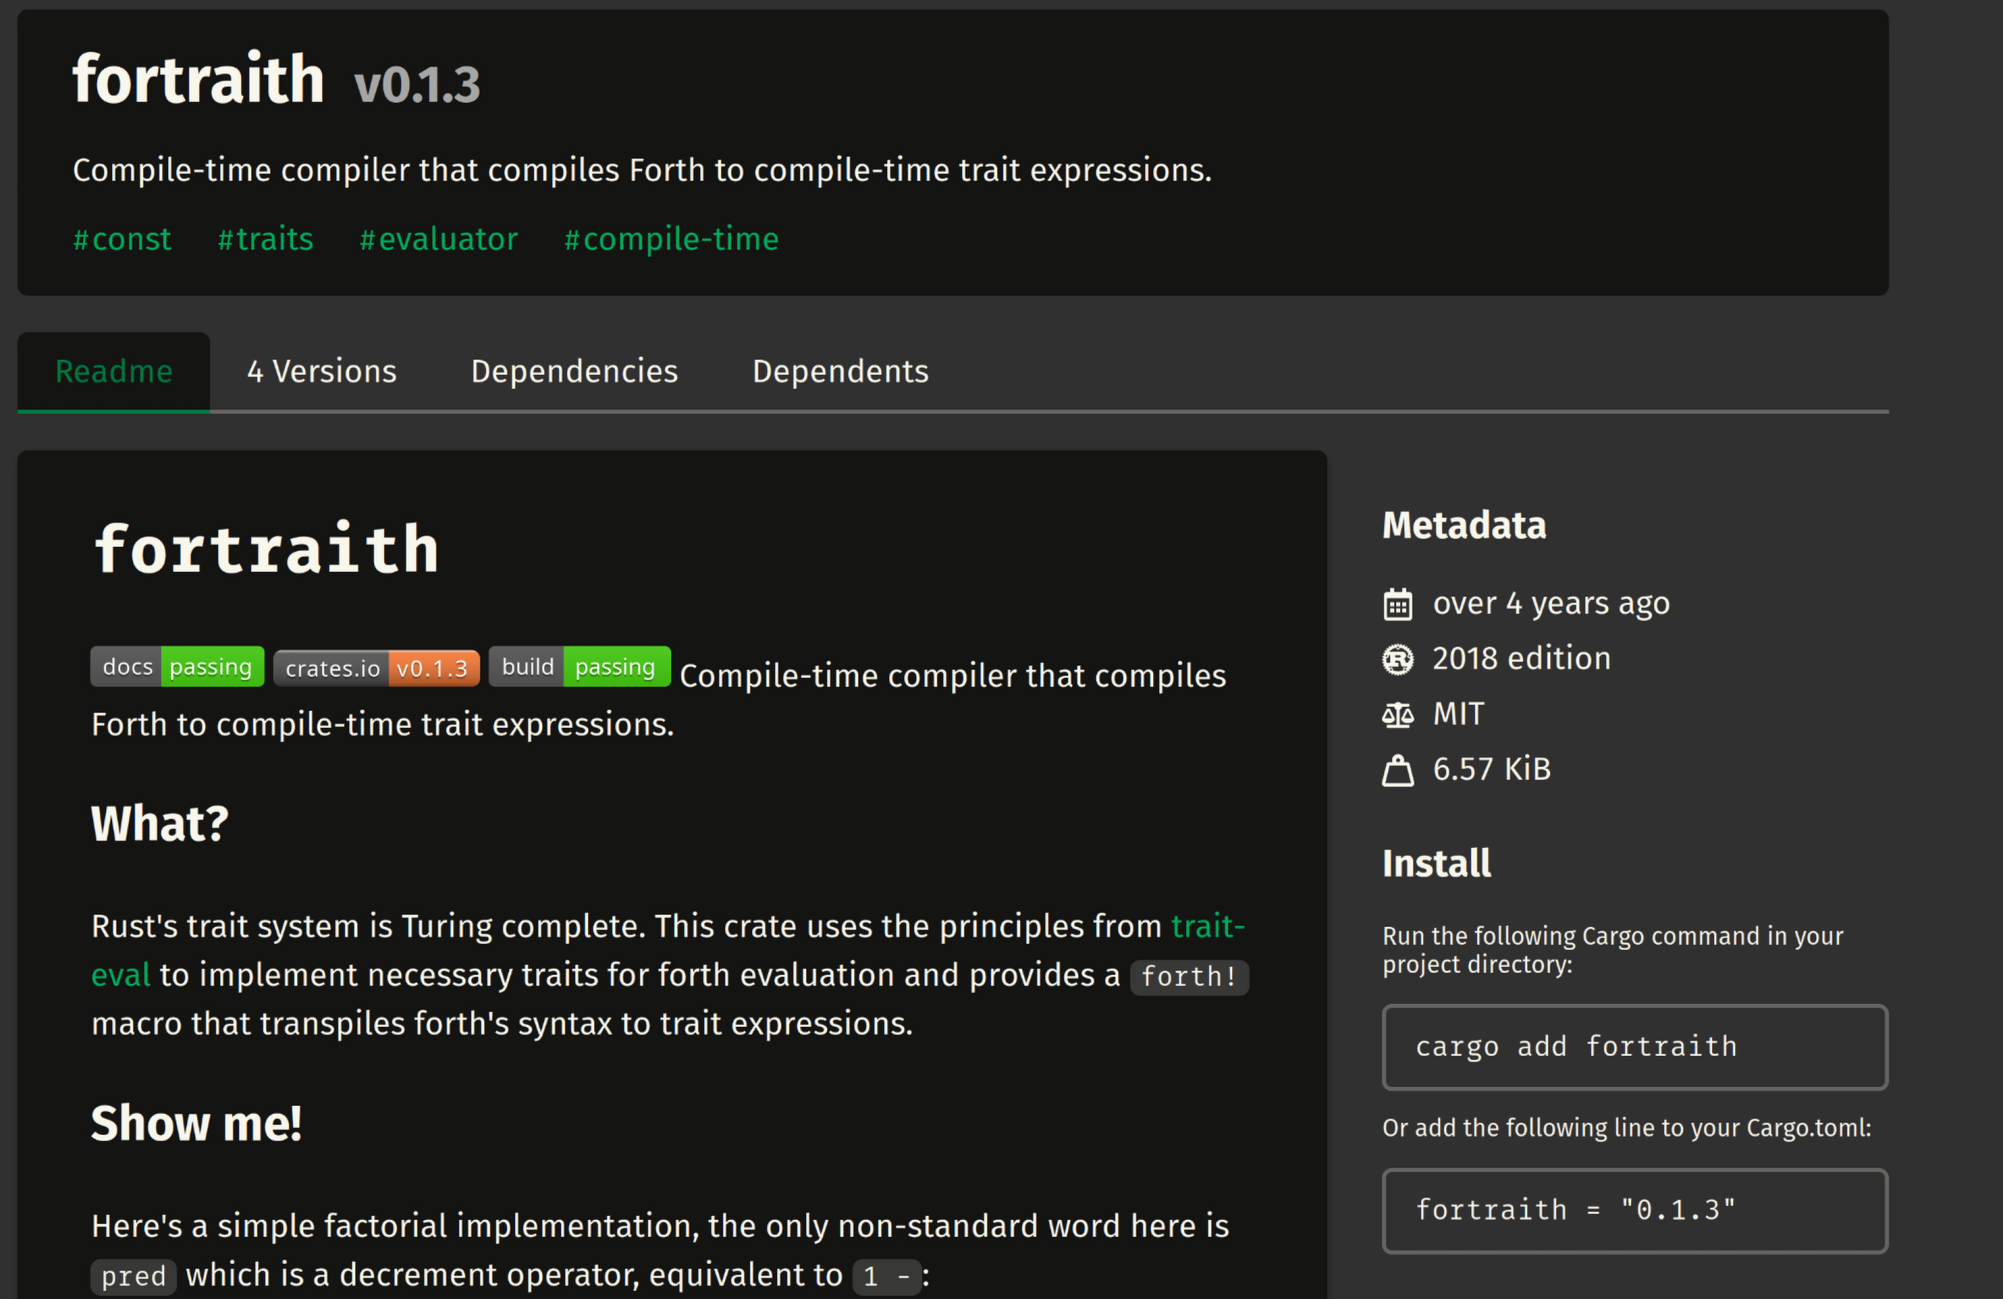 fortraith v0.1.3
Compile-time compiler that compiles Forth to compile-time trait expressions.
#const #traits #evaluator #compile-time
Readme 4 Versions Dependencies Dependents
fortraith
docs passing crates.io v0.1.3 build passing Compile-time compiler that compiles
Forth to compile-time trait expressions.
What?
Rust's trait system is Turing complete. This crate uses the principles from trait-
eval to implement necessary traits for forth evaluation and provides a forth!
macro that transpiles forth's syntax to trait expressions.
Show me!
Here's a simple factorial implementation, the only non-standard word here is
pred which is a decrement operator, equivalent to 1 -:
Metadata
over 4 years ago
2018 edition
MIT
6.57 KiB
Install
Run the following Cargo command in your
project directory:
cargo add fortraith
Or add the following line to your Cargo.toml:
fortraith = "0.1.3"